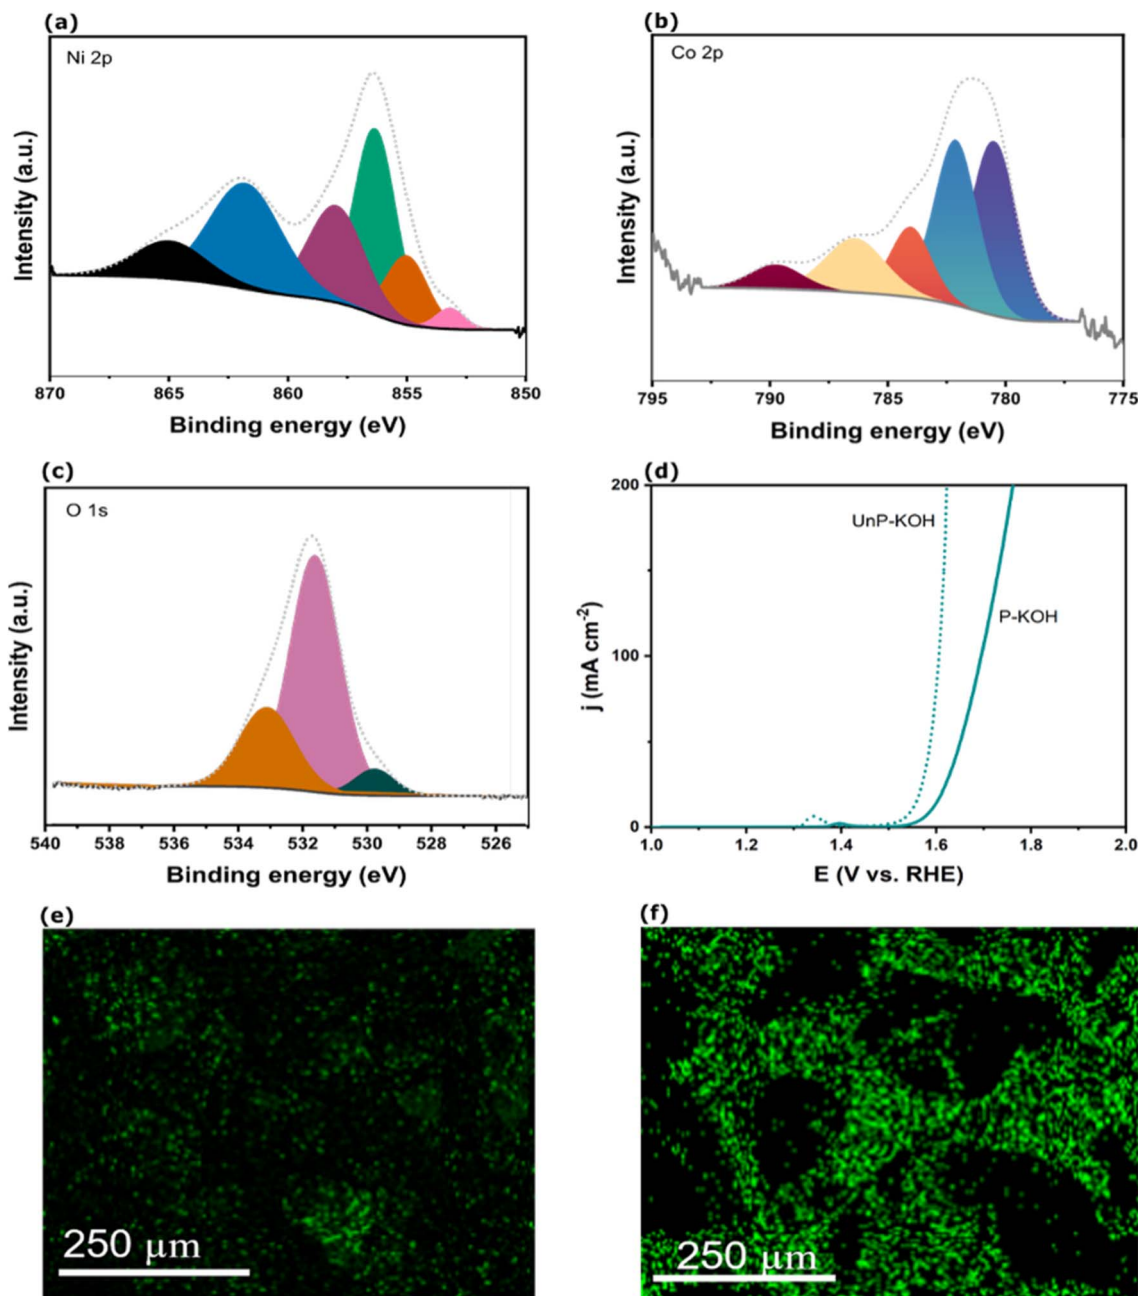 (a)
Ni 2p
Intensity (a.u.)
870 865 860 855 850
Binding energy (eV)
(b)
Co 2p
Intensity (a.u.)
795 790 785 780 775
Binding energy (eV)
(c)
O 1s
Intensity (a.u.)
540 538 536 534 532 530 528 526
Binding energy (eV)
(d)
200
100
0
j (mA cm⁻²)
UnP-KOH
P-KOH
1.0 1.2 1.4 1.6 1.8 2.0
E (V vs. RHE)
(e)
250 µm
(f)
250 µm